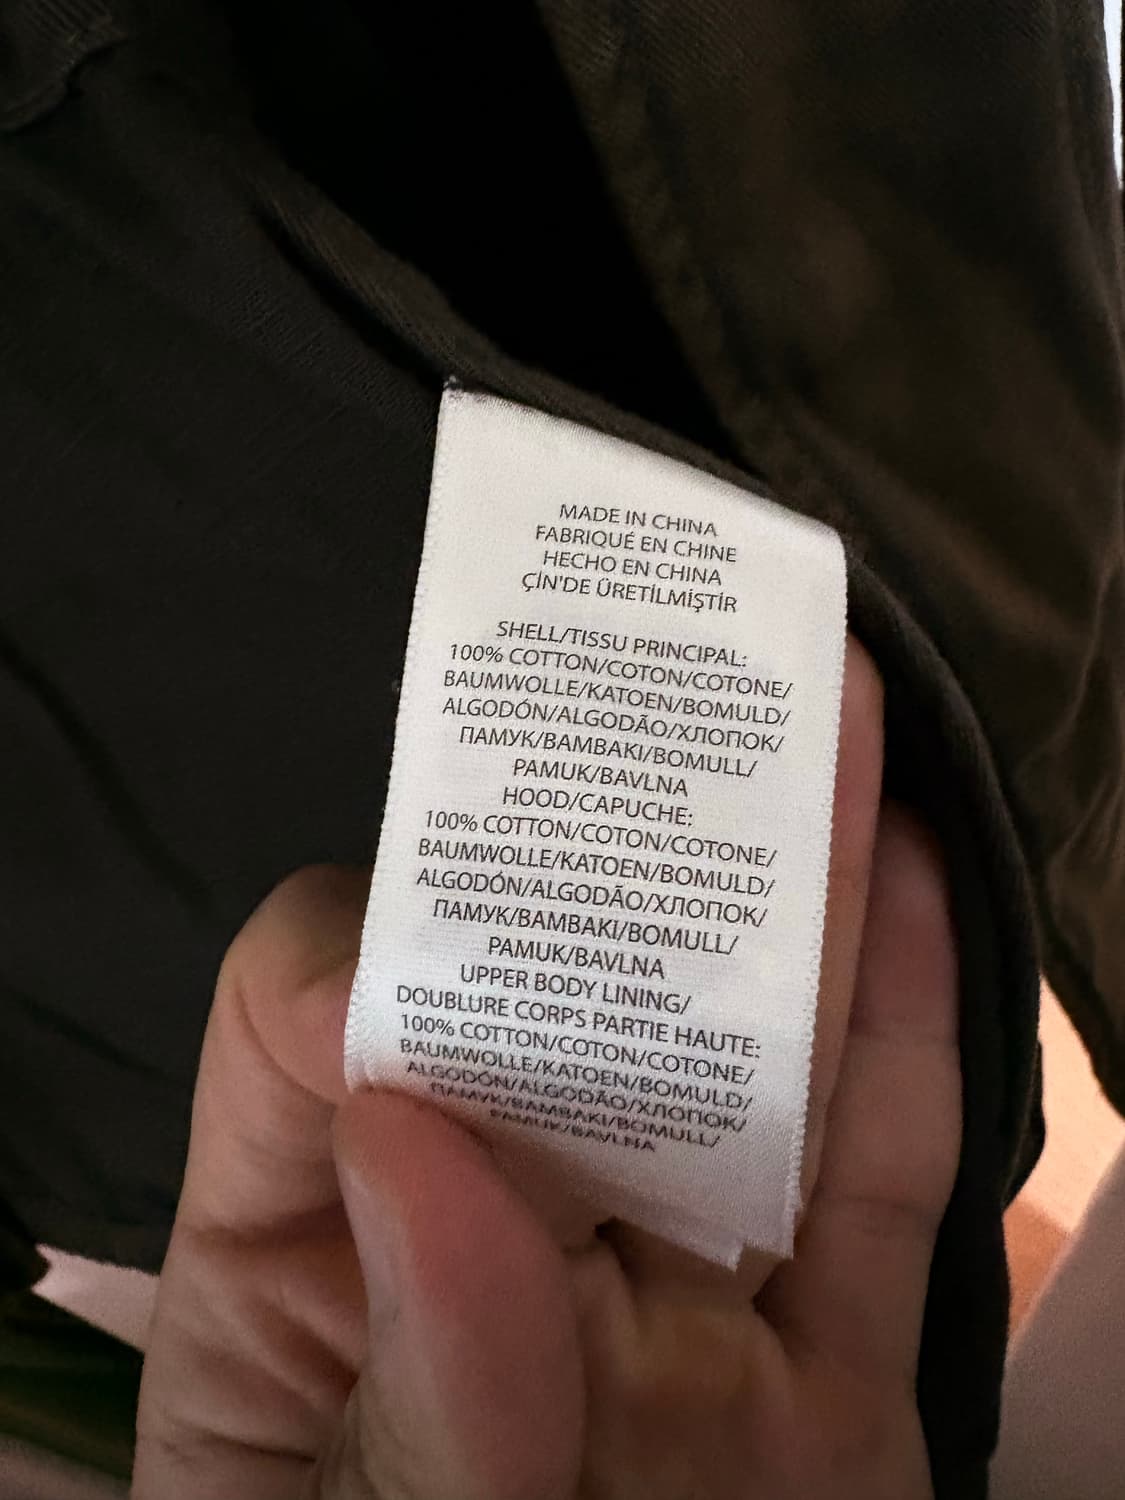 MADE IN CHINA
FABRIQUÉ EN CHINE
HECHO EN CHINA
ÇİN'DE ÜRETİLMİŞTİR
SHELL/TISSU PRINCIPAL:
100% COTTON/COTON/COTONE/
BAUMWOLLE/KATOEN/BOMULD/
ALGODÓN/ALGODÃO/ХЛОПОК/
ПАМУК/BAMBAKI/BOMULL/
PAMUK/BAVLNA
HOOD/CAPUCHE:
100% COTTON/COTON/COTONE/
BAUMWOLLE/KATOEN/BOMULD/
ALGODÓN/ALGODÃO/ХЛОПОК/
ПАМУК/BAMBAKI/BOMULL/
PAMUK/BAVLNA
UPPER BODY LINING/
DOUBLURE CORPS PARTIE HAUTE:
100% COTTON/COTON/COTONE/
BAUMWOLLE/KATOEN/BOMULD/
ALGODÓN/ALGODÃO/ХЛОПОК/
ПАМУК/BAMBAKI/BOMULL/
PAMUK/BAVLNA